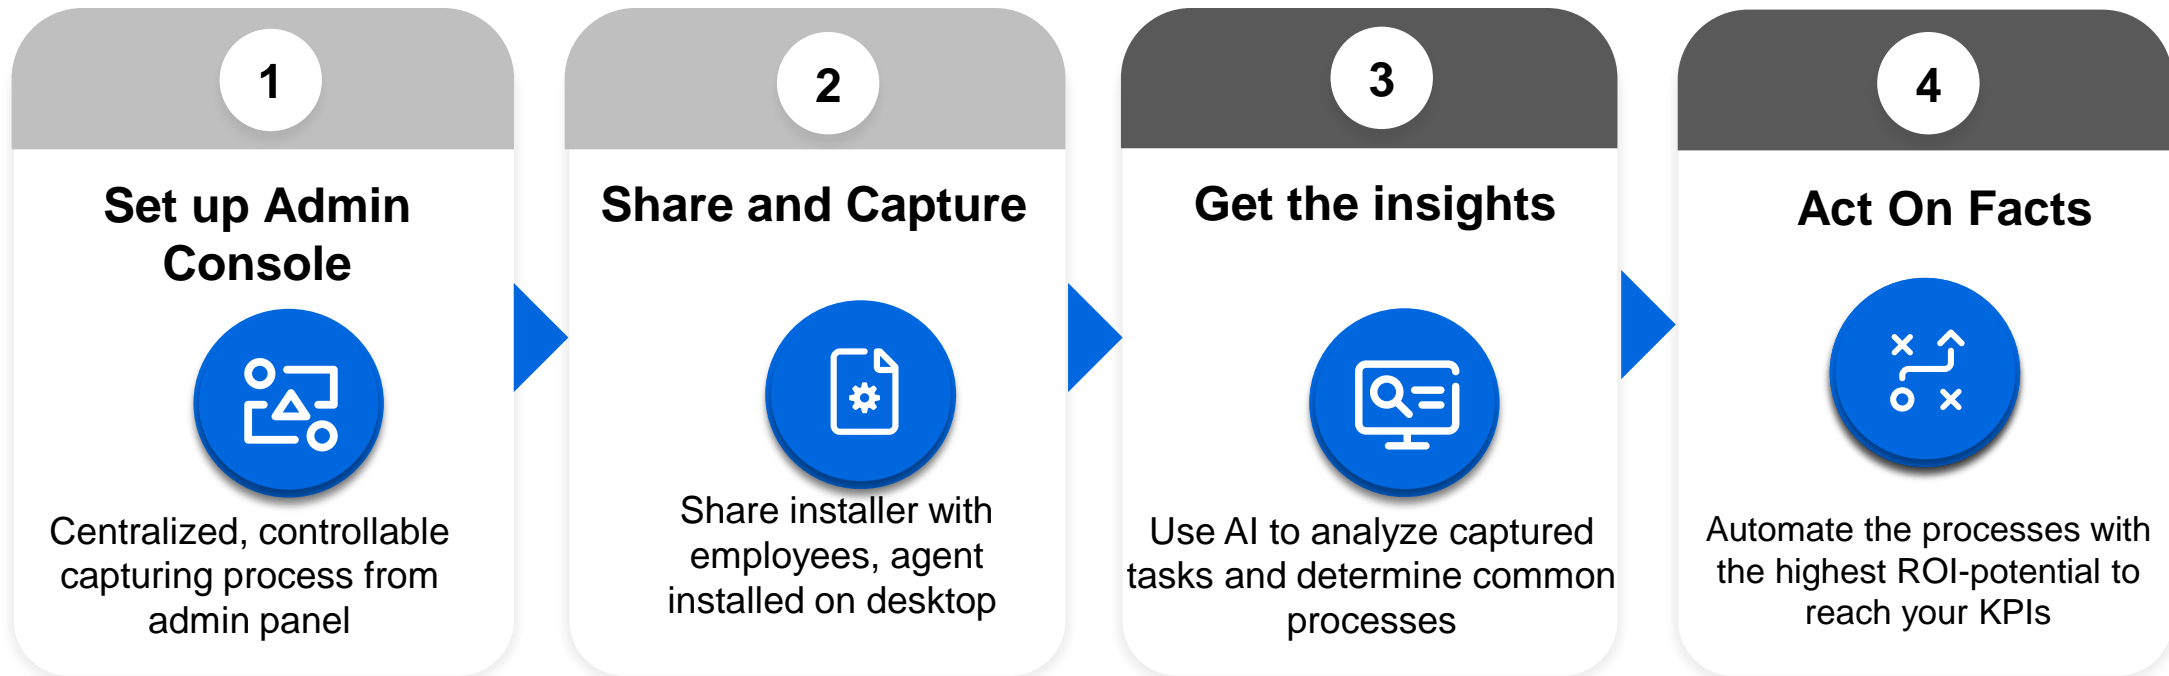 1
Set up Admin
Console
Centralized, controllable
capturing process from
admin panel
2
Share and Capture
Share installer with
employees, agent
installed on desktop
3
Get the insights
Use AI to analyze captured
tasks and determine common
processes
4
Act On Facts
Automate the processes with
the highest ROI-potential to
reach your KPIs